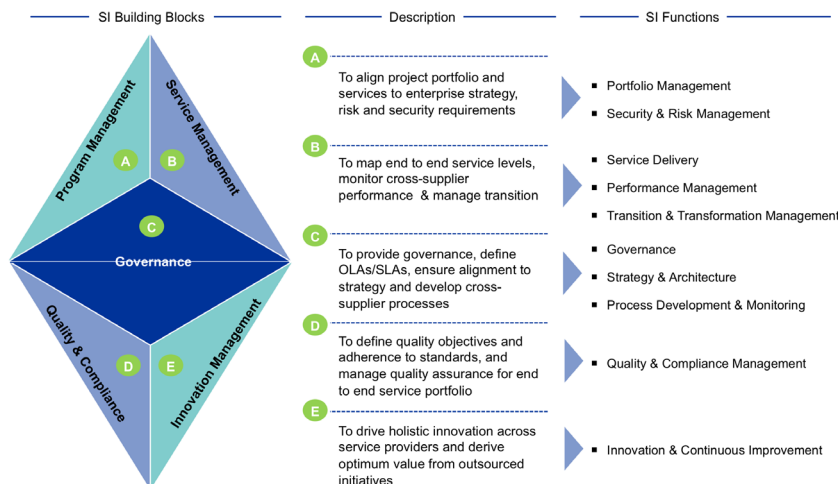 SI Building Blocks
Description
SI Functions
Program Management
Service Management
A
B
C
Governance
Quality & Compliance
Innovation Management
D
E
A
To align project portfolio and
services to enterprise strategy,
risk and security requirements
▪ Portfolio Management
▪ Security & Risk Management
B
To map end to end service levels,
monitor cross-supplier
performance & manage transition
▪ Service Delivery
▪ Performance Management
▪ Transition & Transformation Management
C
To provide governance, define
OLAs/SLAs, ensure alignment to
strategy and develop cross-
supplier processes
▪ Governance
▪ Strategy & Architecture
▪ Process Development & Monitoring
D
To define quality objectives and
adherence to standards, and
manage quality assurance for end
to end service portfolio
▪ Quality & Compliance Management
E
To drive holistic innovation across
service providers and derive
optimum value from outsourced
initiatives
▪ Innovation & Continuous Improvement